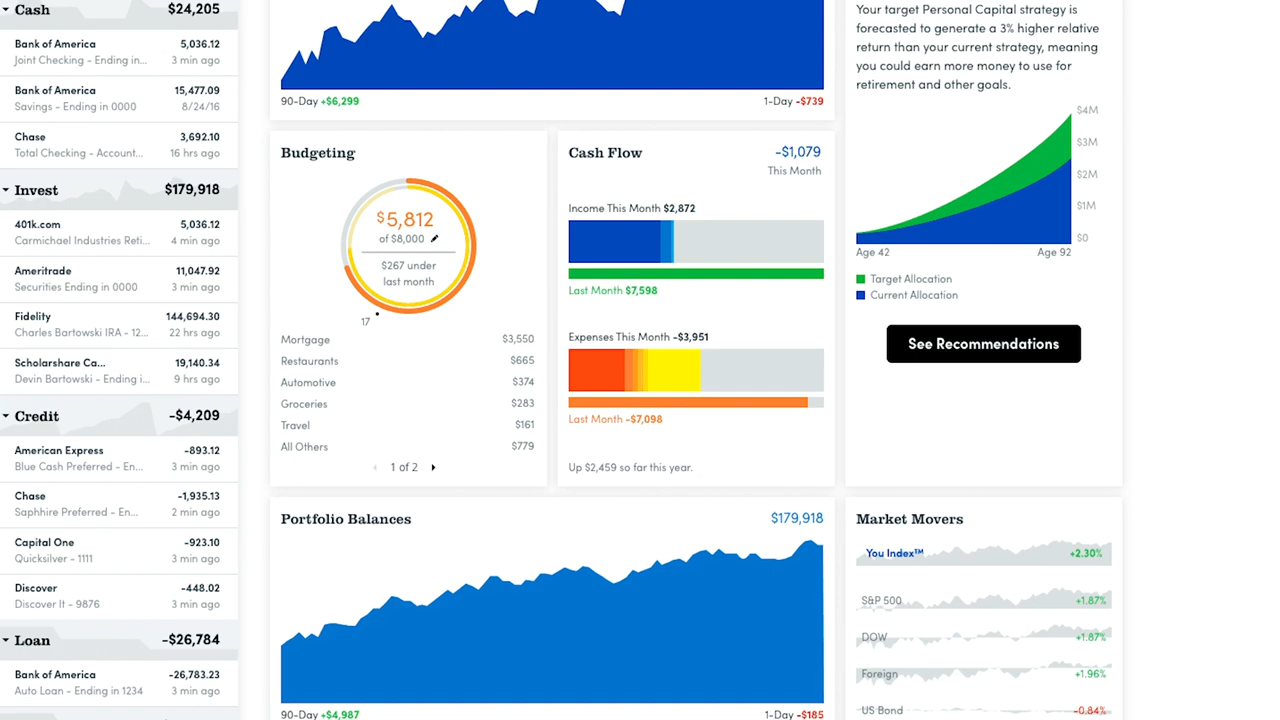 Cash $24,205
Bank of America 5,036.12
Joint Checking - Ending in... 3 min ago
Bank of America 15,477.09
Savings - Ending in 0000 8/24/16
Chase 3,692.10
Total Checking - Account... 16 hrs ago
Invest $179,918
401k.com 5,036.12
Carmichael Industries Reti... 4 min ago
Ameritrade 11,047.92
Securities Ending in 0000 3 min ago
Fidelity 144,694.30
Charles Bartowski IRA - 12... 22 hrs ago
Scholarshare Ca... 19,140.34
Devin Bartowski - Ending i... 9 hrs ago
Credit -$4,209
American Express -893.12
Blue Cash Preferred - En... 3 min ago
Chase -1,935.13
Saphhire Preferred - En... 2 min ago
Capital One -923.10
Quicksilver - 1111 3 min ago
Discover -448.02
Discover It - 9876 3 min ago
Loan -$26,784
Bank of America -26,783.23
Auto Loan - Ending in 1234 3 min ago
90-Day +$6,299 1-Day -$739
Budgeting
$5,812
of $8,000
$267 under
last month
17
Mortgage $3,550
Restaurants $665
Automotive $374
Groceries $283
Travel $161
All Others $779
1 of 2
Cash Flow -$1,079
This Month
Income This Month $2,872
Last Month $7,598
Expenses This Month -$3,951
Last Month -$7,098
Up $2,459 so far this year.
Your target Personal Capital strategy is
forecasted to generate a 3% higher relative
return than your current strategy, meaning
you could earn more money to use for
retirement and other goals.
$4M
$3M
$2M
$1M
$0
Age 42 Age 92
Target Allocation
Current Allocation
See Recommendations
Portfolio Balances $179,918
90-Day +$4,987 1-Day -$185
Market Movers
You Index™ +2.30%
S&P 500 +1.87%
DOW +1.87%
Foreign +1.96%
US Bond -0.84%